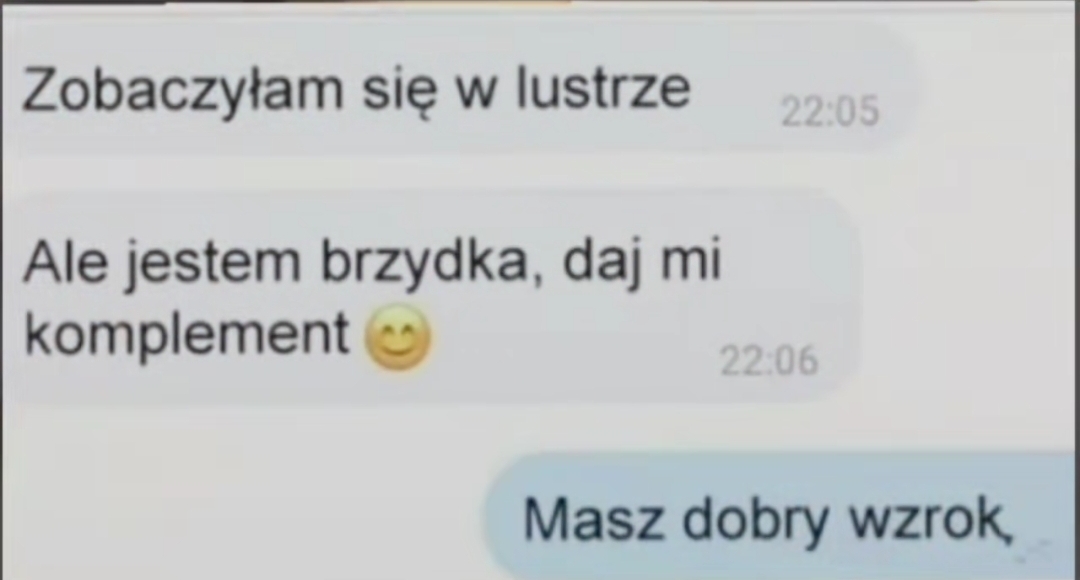 Zobaczyłam się w lustrze
22:05
Ale jestem brzydka, daj mi
komplement 😊
22:06
Masz dobry wzrok,